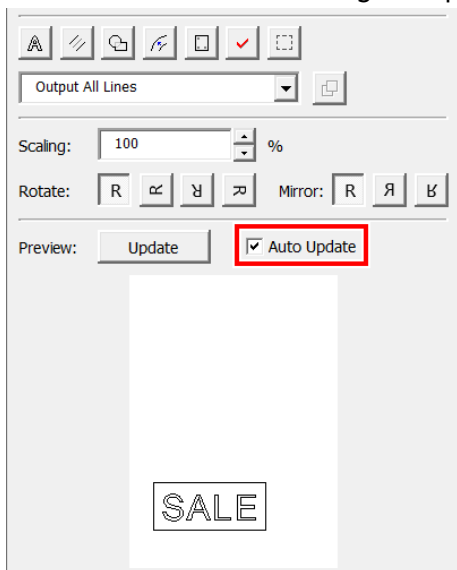 A
Output All Lines
Scaling: 100 %
Rotate: R R R R Mirror: R R R
Preview: Update Auto Update
SALE